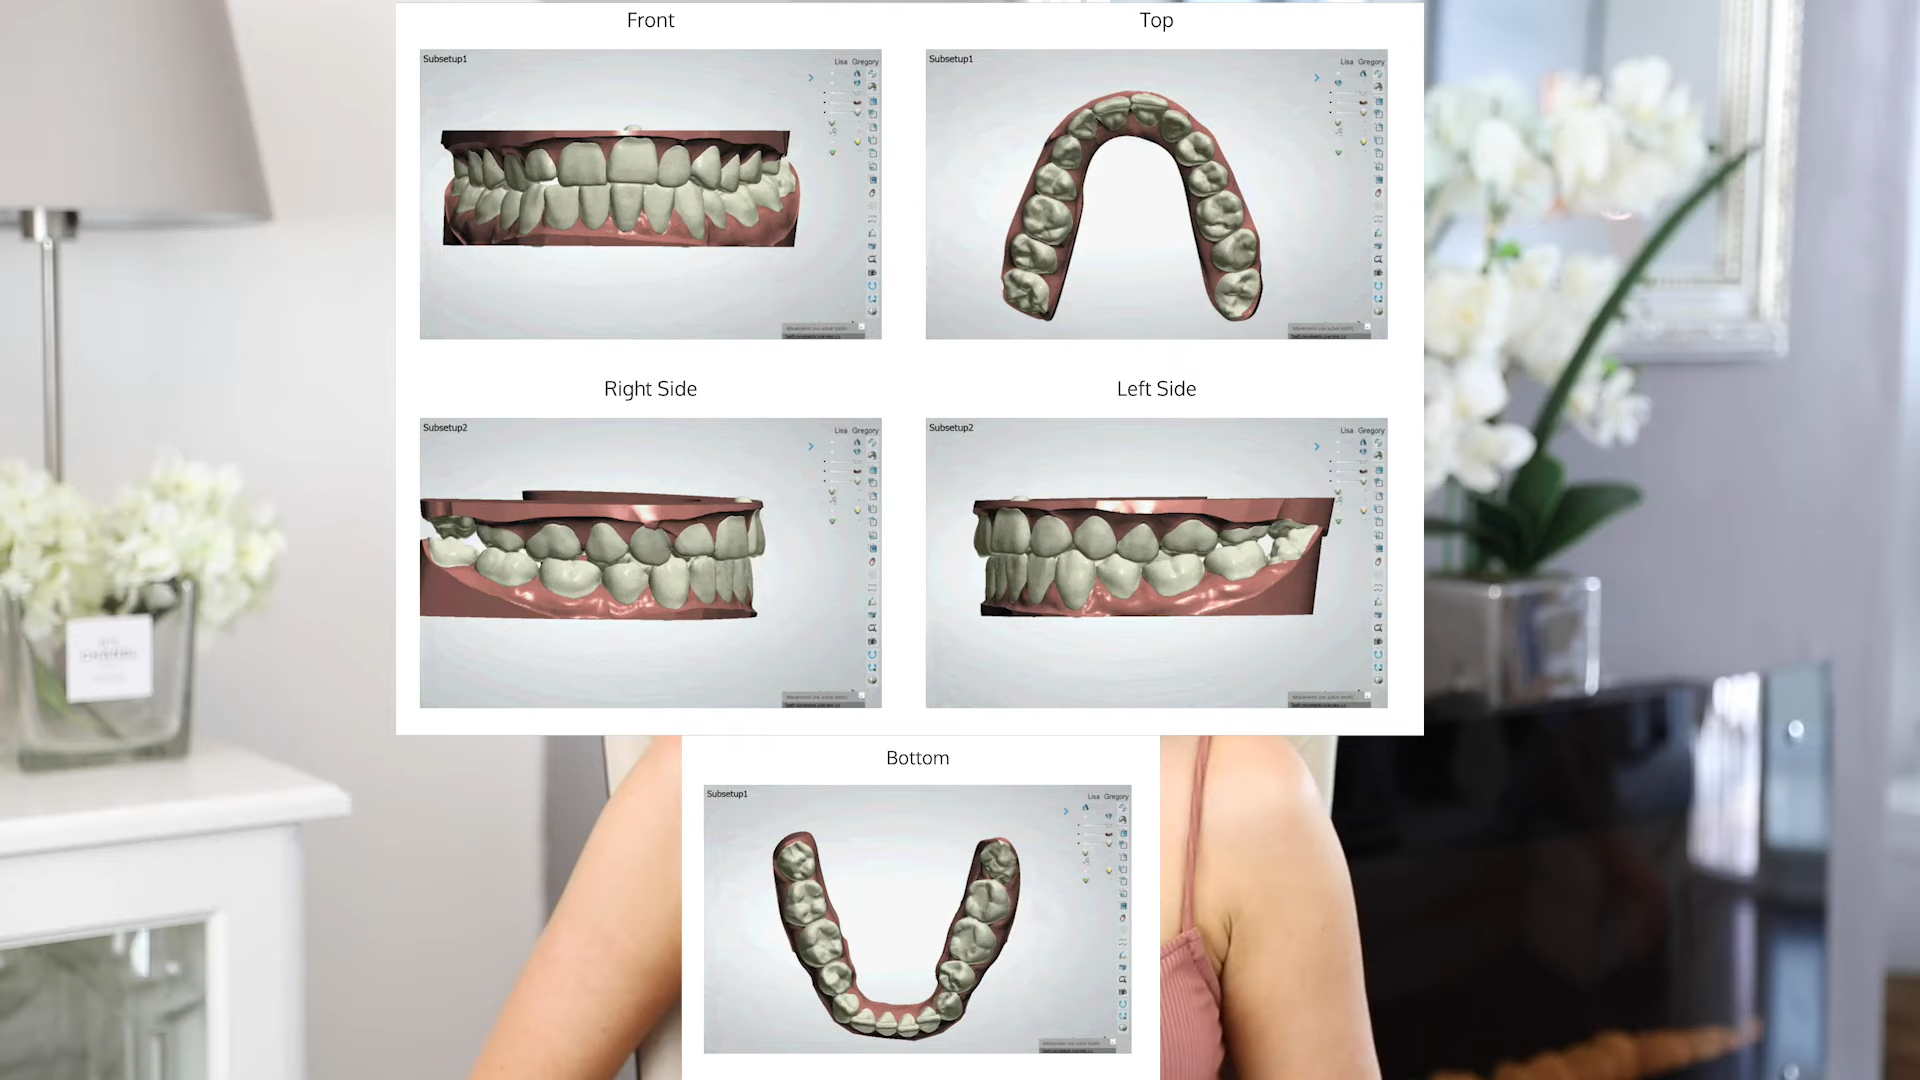 Front
Top
Subsetup1
Lisa Gregory
Subsetup1
Lisa Gregory
Right Side
Left Side
Subsetup2
Lisa Gregory
Subsetup2
Lisa Gregory
Bottom
Subsetup1
Lisa Gregory